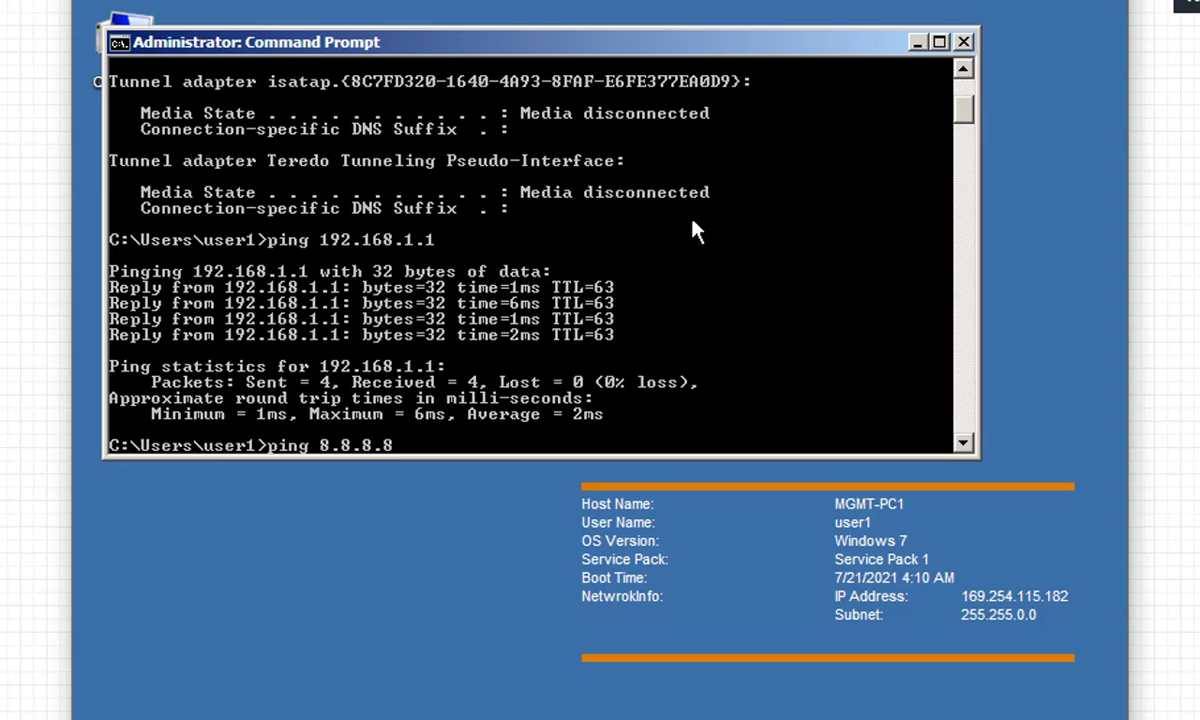 Administrator: Command Prompt
Tunnel adapter isatap.{8C7FD320-1640-4A93-8FAF-E6FE377EA0D9}:
Media State . . . . . . . . . . . : Media disconnected
Connection-specific DNS Suffix  . :
Tunnel adapter Teredo Tunneling Pseudo-Interface:
Media State . . . . . . . . . . . : Media disconnected
Connection-specific DNS Suffix  . :
C:\Users\user1>ping 192.168.1.1
Pinging 192.168.1.1 with 32 bytes of data:
Reply from 192.168.1.1: bytes=32 time=1ms TTL=63
Reply from 192.168.1.1: bytes=32 time=6ms TTL=63
Reply from 192.168.1.1: bytes=32 time=1ms TTL=63
Reply from 192.168.1.1: bytes=32 time=2ms TTL=63
Ping statistics for 192.168.1.1:
Packets: Sent = 4, Received = 4, Lost = 0 (0% loss),
Approximate round trip times in milli-seconds:
Minimum = 1ms, Maximum = 6ms, Average = 2ms
C:\Users\user1>ping 8.8.8.8
Host Name: MGMT-PC1
User Name: user1
OS Version: Windows 7
Service Pack: Service Pack 1
Boot Time: 7/21/2021 4:10 AM
NetwrokInfo: IP Address: 169.254.115.182
Subnet: 255.255.0.0